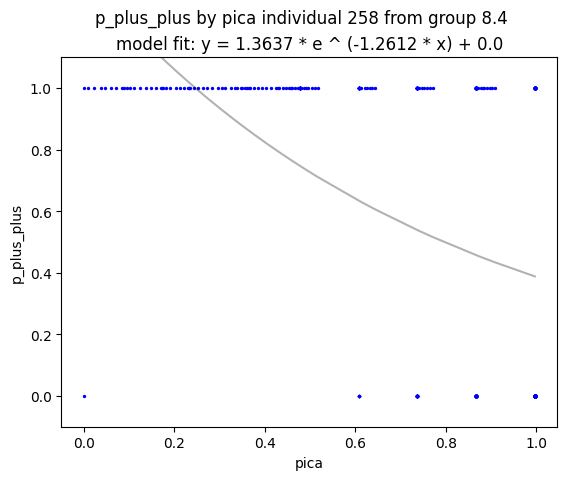 p_plus_plus by pica individual 258 from group 8.4
model fit: y = 1.3637 * e ^ (-1.2612 * x) + 0.0
1.0
0.8
0.6
0.4
0.2
0.0
p_plus_plus
0.0 0.2 0.4 0.6 0.8 1.0
pica